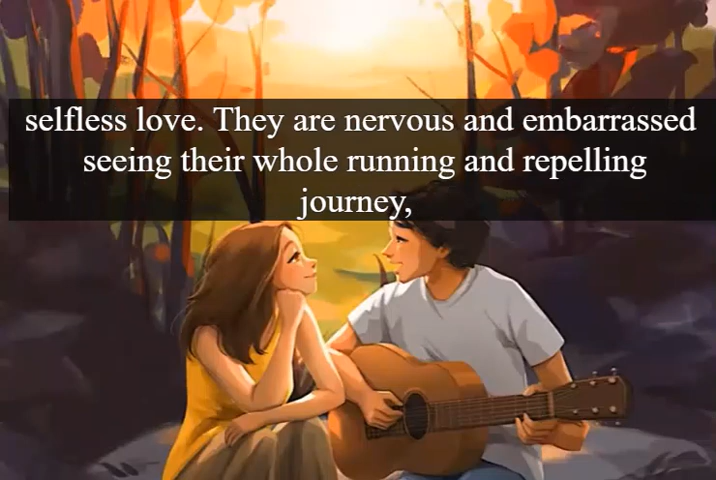 selfless love. They are nervous and embarrassed
seeing their whole running and repelling
journey,